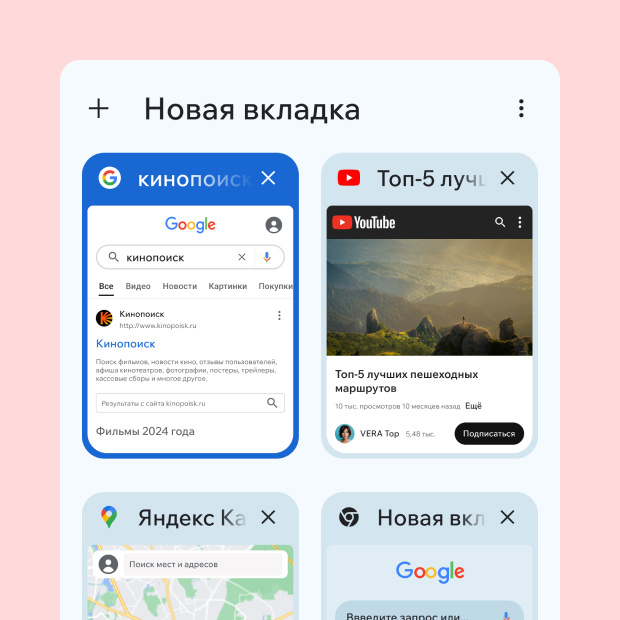 Новая вкладка
кинопоиск
Топ-5 лучш
Google
кинопоиск
Все Видео Новости Картинки Покупки
Кинопоиск
http://www.kinopoisk.ru
Кинопоиск
Поиск фильмов, новости кино, отзывы пользователей,
афиша кинотеатров, фотографии, постеры, трейлеры,
кассовые сборы и многое другое.
Результаты с сайта kinopoisk.ru
Фильмы 2024 года
YouTube
Топ-5 лучших пешеходных
маршрутов
10 тыс. просмотров 10 месяцев назад Ещё
VERA Top 5,48 тыс. Подписаться
Яндекс Ка
Новая вкл
Поиск мест и адресов
Google
Ввведите запрос или